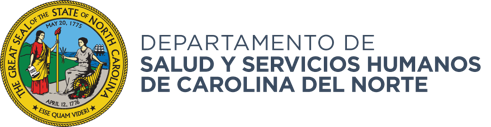 THE GREAT SEAL OF THE STATE OF NORTH CAROLINA
MAY 20, 1775
APRIL 12, 1776
ESSE QUAM VIDERI
DEPARTAMENTO DE
SALUD Y SERVICIOS HUMANOS
DE CAROLINA DEL NORTE